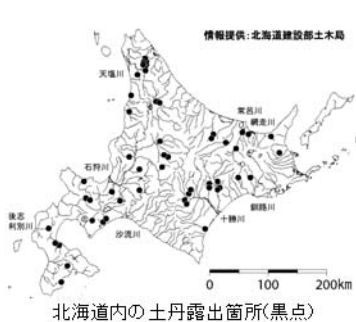 情報提供:北海道建設部土木局
天塩川
常呂川
網走川
石狩川
釧路川
後志
利別川
十勝川
沙流川
0 100 200km
北海道内の土丹露出箇所(黒点)